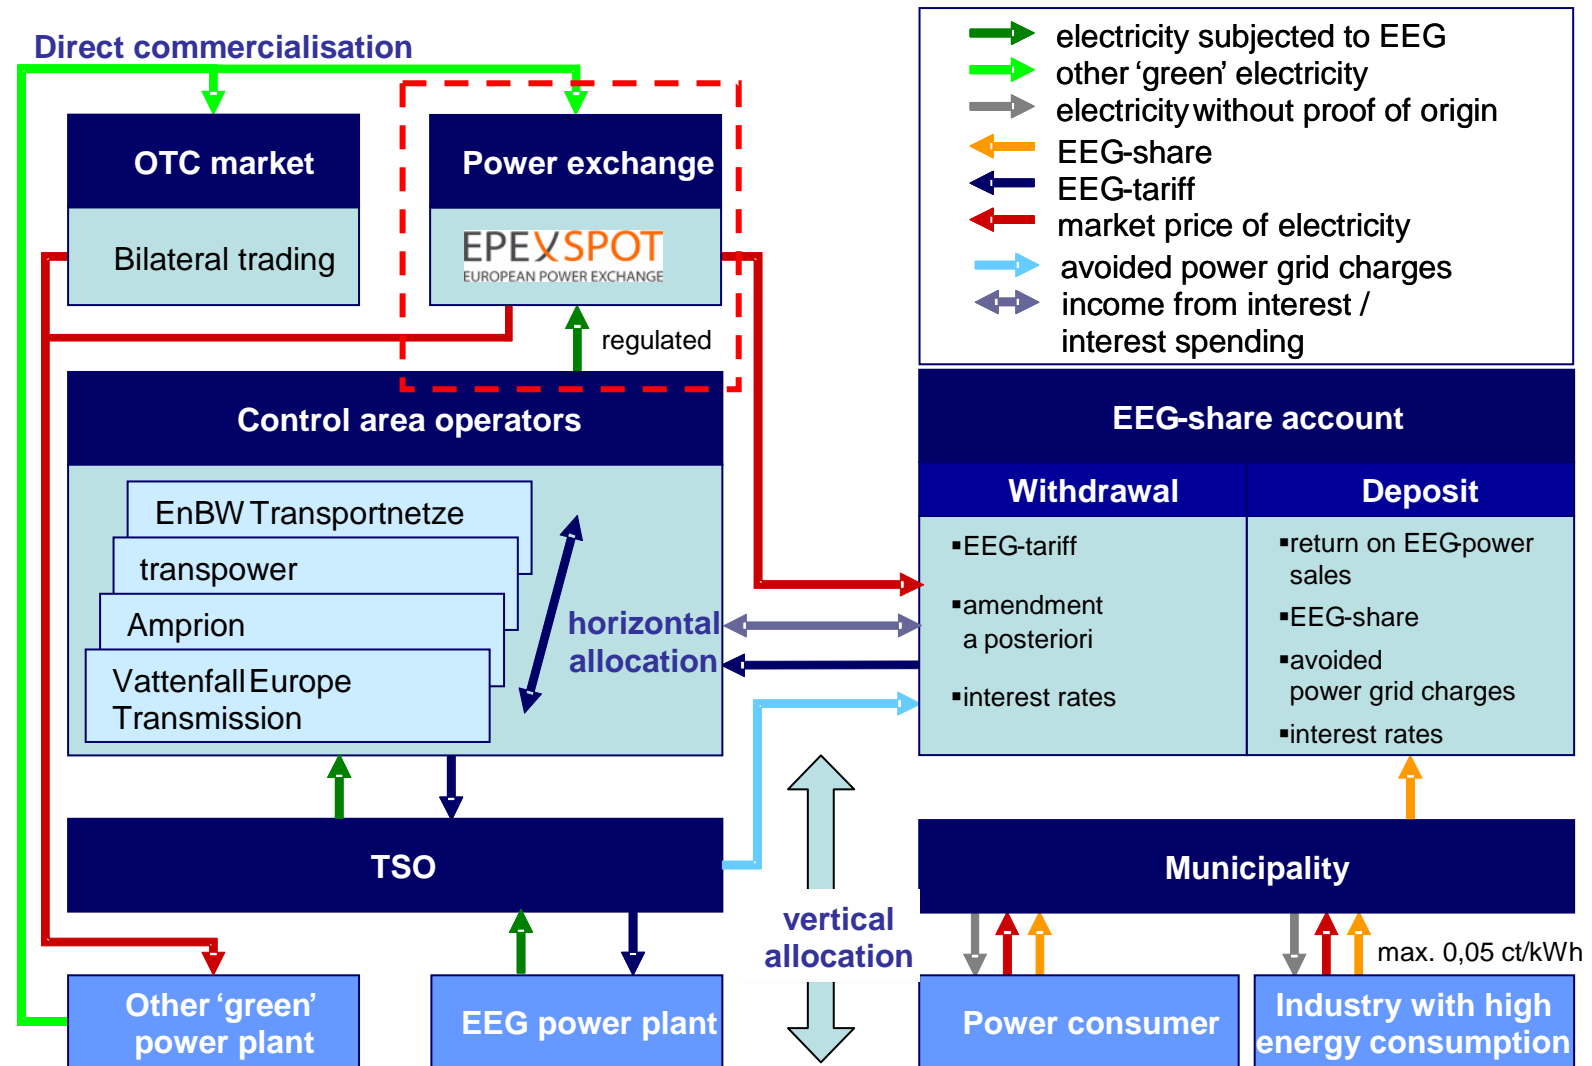 Direct commercialisation
electricity subjected to EEG
other ‘green’ electricity
electricity without proof of origin
EEG-share
EEG-tariff
market price of electricity
avoided power grid charges
income from interest /
interest spending
OTC market
Bilateral trading
Power exchange
EPEXSPOT
EUROPEAN POWER EXCHANGE
regulated
Control area operators
EnBW Transportnetze
transpower
Amprion
Vattenfall Europe
Transmission
horizontal
allocation
EEG-share account
Withdrawal
▪EEG-tariff
▪amendment
a posteriori
▪interest rates
Deposit
▪return on EEG-power
sales
▪EEG-share
▪avoided
power grid charges
▪interest rates
TSO
Municipality
vertical
allocation
max. 0,05 ct/kWh
Other ‘green’
power plant
EEG power plant
Power consumer
Industry with high
energy consumption